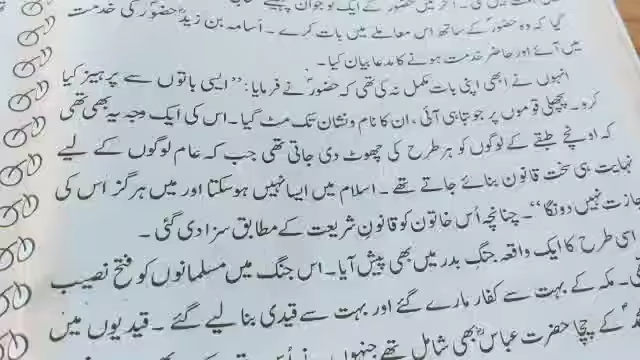 حضورؐ کے ایک نوجوان
گیا کہ وہ حضورؐ کے ساتھ اس معاملے میں بات کرے ۔ اُسامہ بن زیدؓ حضورؐ کی خدمت
میں آئے اور حاضرِ خدمت ہونے کا مدعا بیان کیا۔
انہوں نے ابھی اپنی بات مکمل نہ کی تھی کہ حضورؐ نے فرمایا: ”ایسی باتوں سے پرہیز کیا
کرو۔ پچھلی قوموں پر جو تباہی آئی، ان کا نام و نشان تک مٹ گیا۔ اس کی ایک وجہ یہ بھی تھی
کہ اونچے طبقے کے لوگوں کو ہر طرح کی چھوٹ دی جاتی تھی جب کہ عام لوگوں کے لیے
نہایت ہی سخت قانون بنائے جاتے تھے ۔ اسلام میں ایسا نہیں ہو سکتا اور میں ہرگز اس کی
اجازت نہیں دونگا“۔ چنانچہ اُس خاتون کو قانونِ شریعت کے مطابق سزا دی گئی ۔
اسی طرح کا ایک واقعہ جنگِ بدر میں بھی پیش آیا۔ اس جنگ میں مسلمانوں کو فتح نصیب
مکہ کے بہت سے کفار مارے گئے اور بہت سے قیدی بنا لیے گئے ۔ قیدیوں میں
کے چچا حضرت عباسؓ بھی شامل تھے جنہوں نے